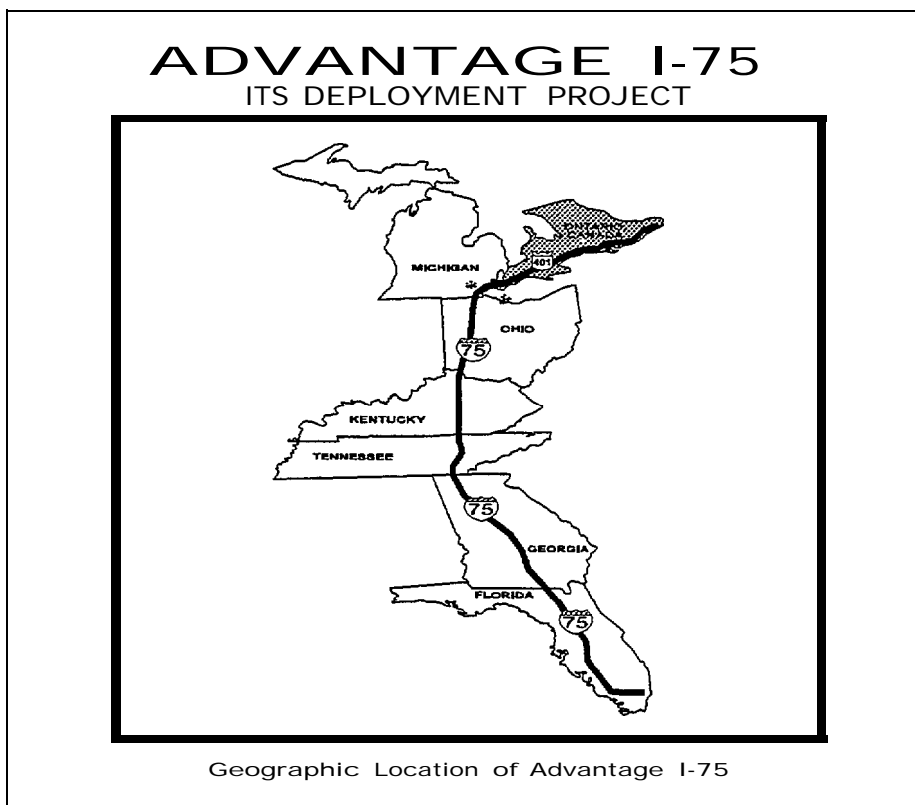 ADVANTAGE I-75
ITS DEPLOYMENT PROJECT
ONTARIO
CANADA
401
MICHIGAN
OHIO
75
KENTUCKY
TENNESSEE
75
GEORGIA
FLORIDA
75
Geographic Location of Advantage I-75